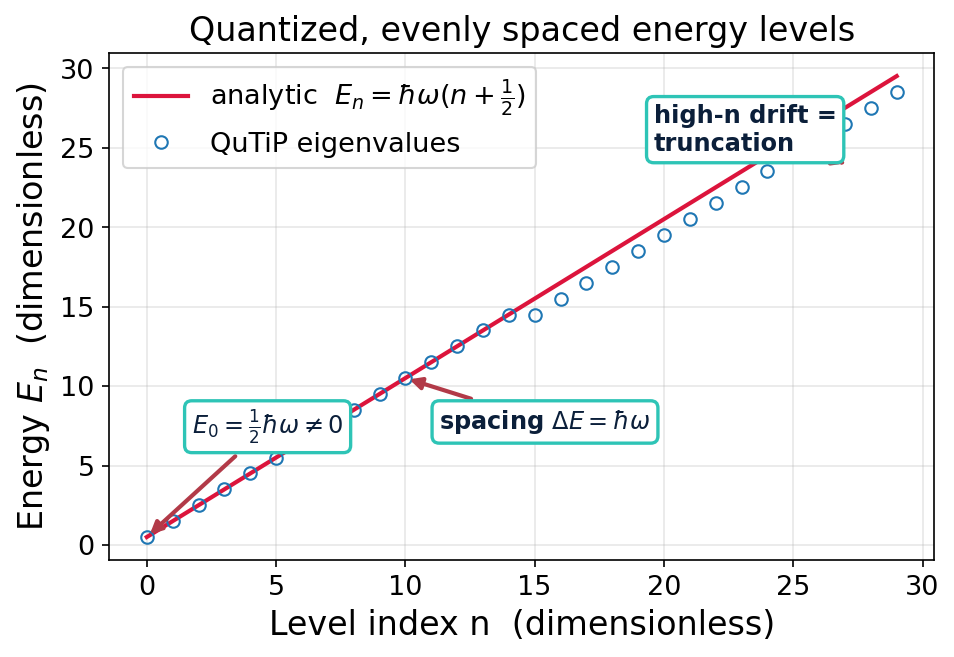 Quantized, evenly spaced energy levels
analytic  $E_n = \hbar\omega(n + \frac{1}{2})$
QuTiP eigenvalues
high-n drift =
truncation
$E_0 = \frac{1}{2}\hbar\omega \neq 0$
spacing $\Delta E = \hbar\omega$
Energy $E_n$  (dimensionless)
30
25
20
15
10
5
0
0 5 10 15 20 25 30
Level index n  (dimensionless)